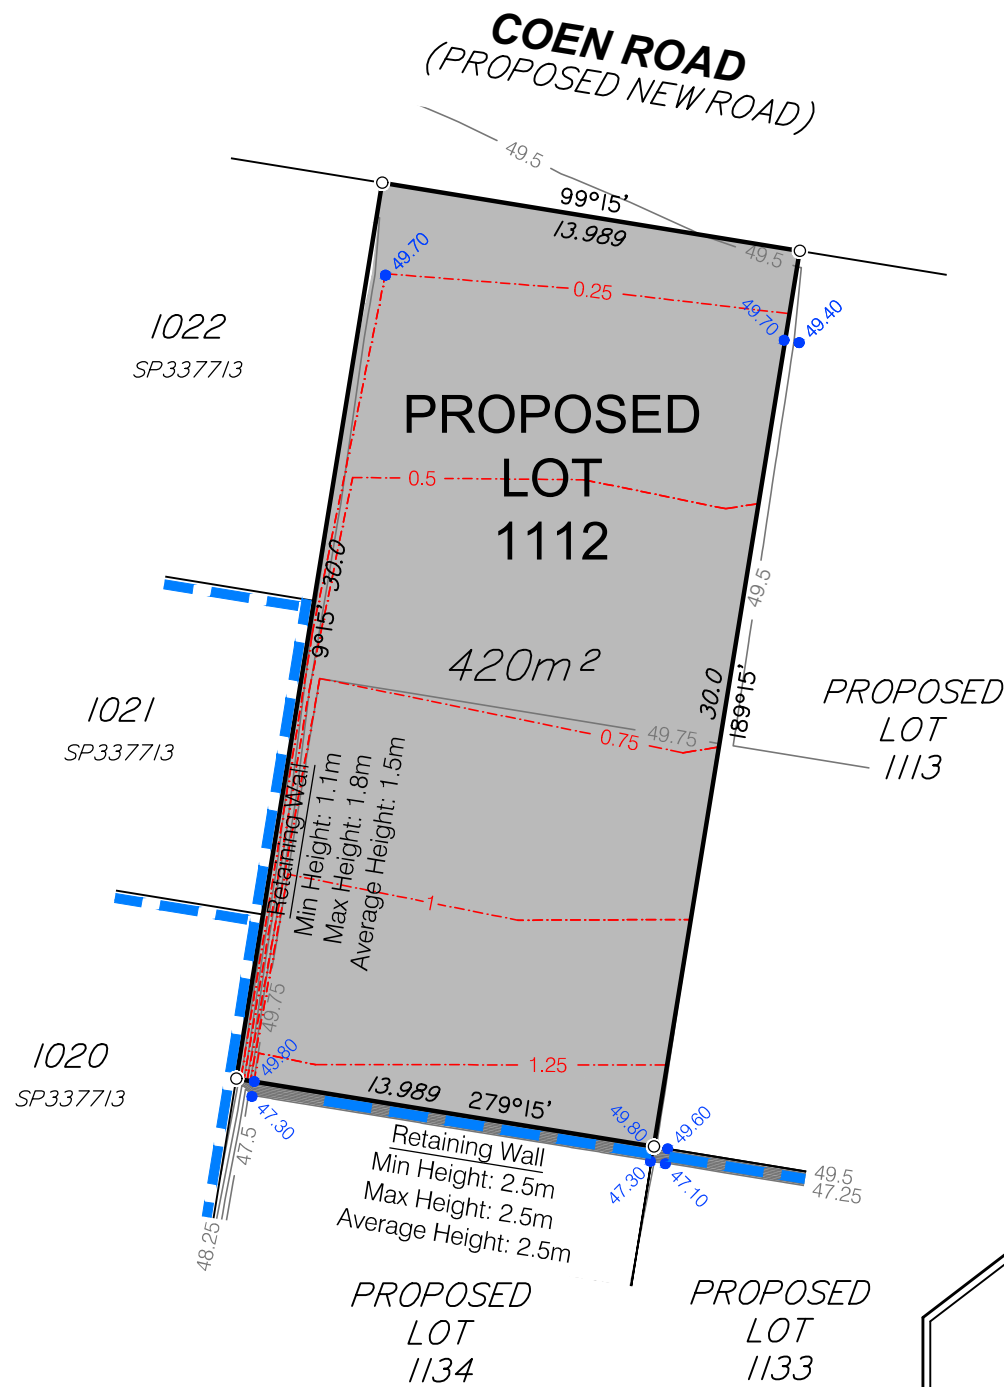 COEN ROAD
(PROPOSED NEW ROAD)
49.5
99°15'
13.989
49.5
49.70
0.25
49.70
49.40
1022
SP337713
PROPOSED
LOT
1112
0.5
30.0
9°15'
49.5
420m²
1021
SP337713
30.0
189°15'
PROPOSED
LOT
1113
49.75
0.75
Retaining Wall
Min Height: 1.1m
Max Height: 1.8m
Average Height: 1.5m
1
49.75
1020
SP337713
49.80
1.25
13.989
279°15'
47.30
47.5
48.25
Retaining Wall
Min Height: 2.5m
Max Height: 2.5m
Average Height: 2.5m
49.80
49.60
47.30
47.10
49.5
47.25
PROPOSED
LOT
1134
PROPOSED
LOT
1133